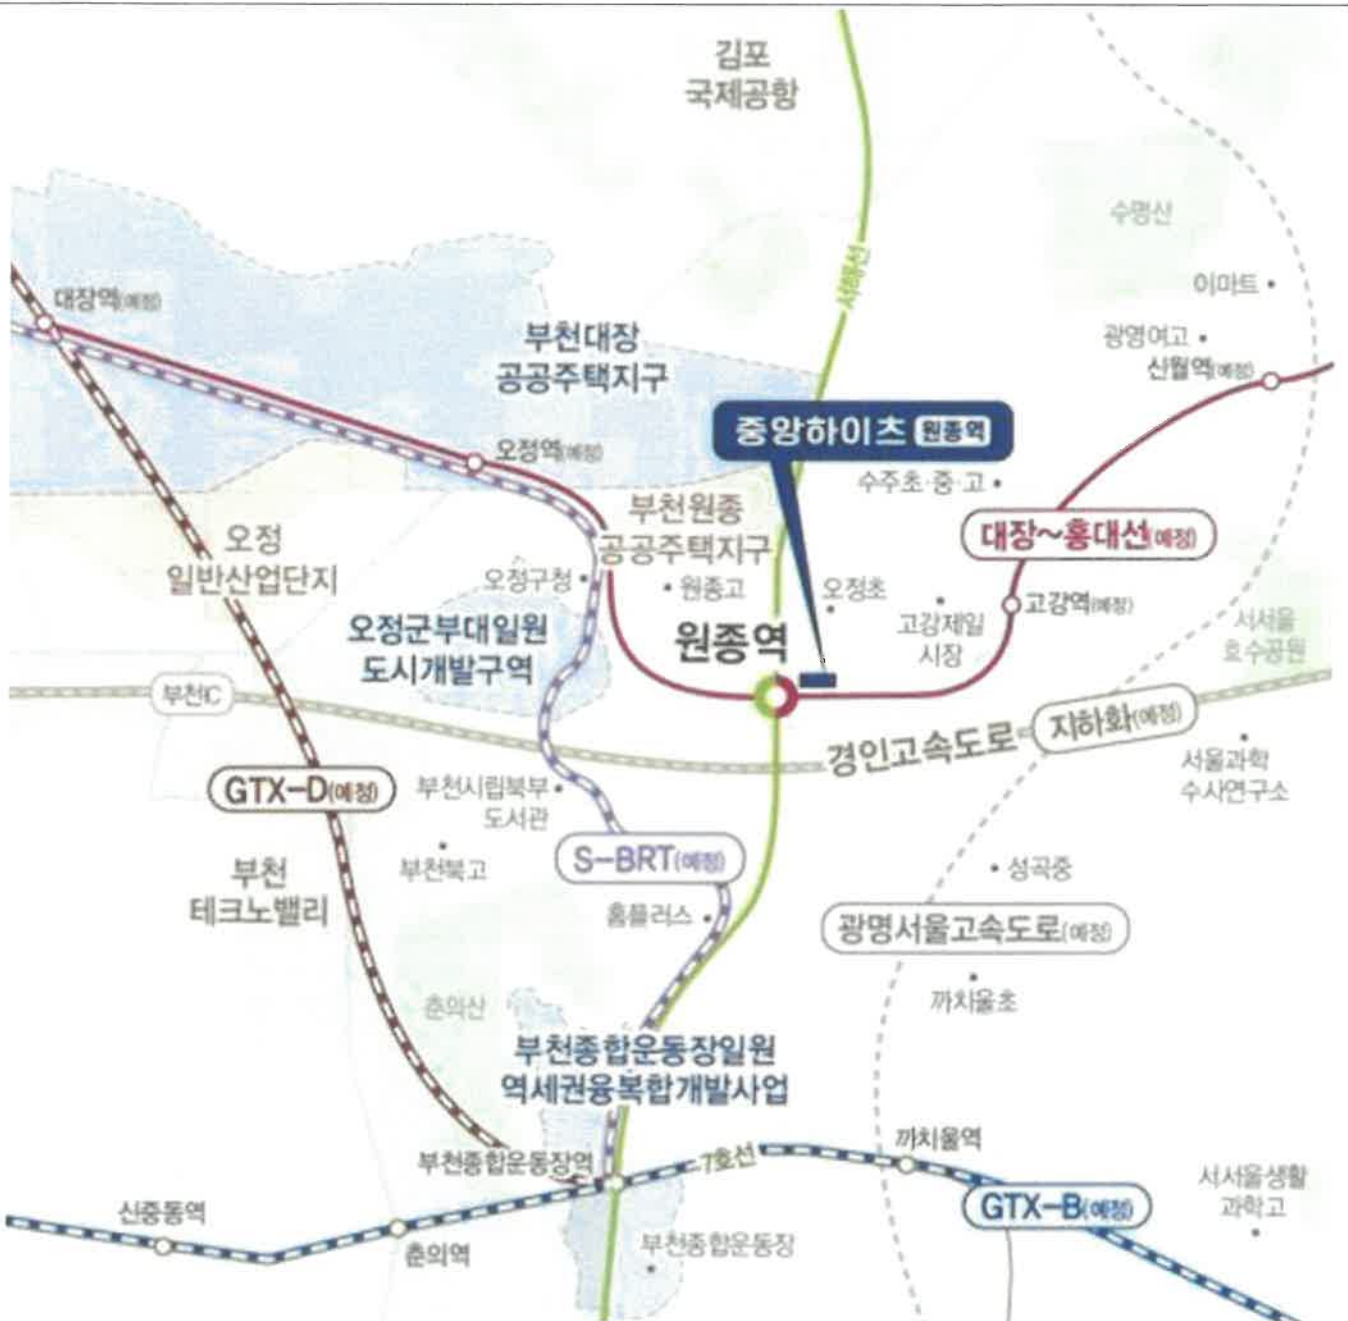 김포
국제공항
수명산
서해선
이마트
대장역(예정)
부천대장
공공주택지구
광영여고
신월역(예정)
중앙하이츠 원종역
오정역(예정)
수주초·중·고
부천원종
공공주택지구
대장~홍대선(예정)
오정
일반산업단지
오정구청
원종고
오정초
고강제일
시장
고강역(예정)
오정군부대일원
도시개발구역
원종역
서서울
호수공원
부천IC
경인고속도로
지하화(예정)
GTX-D(예정)
부천시립북부
도서관
서울과학
수사연구소
부천북고
S-BRT(예정)
성곡중
부천
테크노밸리
홈플러스
광명서울고속도로(예정)
까치울초
춘의산
부천종합운동장일원
역세권융복합개발사업
부천종합운동장역
7호선
까치울역
GTX-B(예정)
서서울생활
과학고
신중동역
춘의역
부천종합운동장